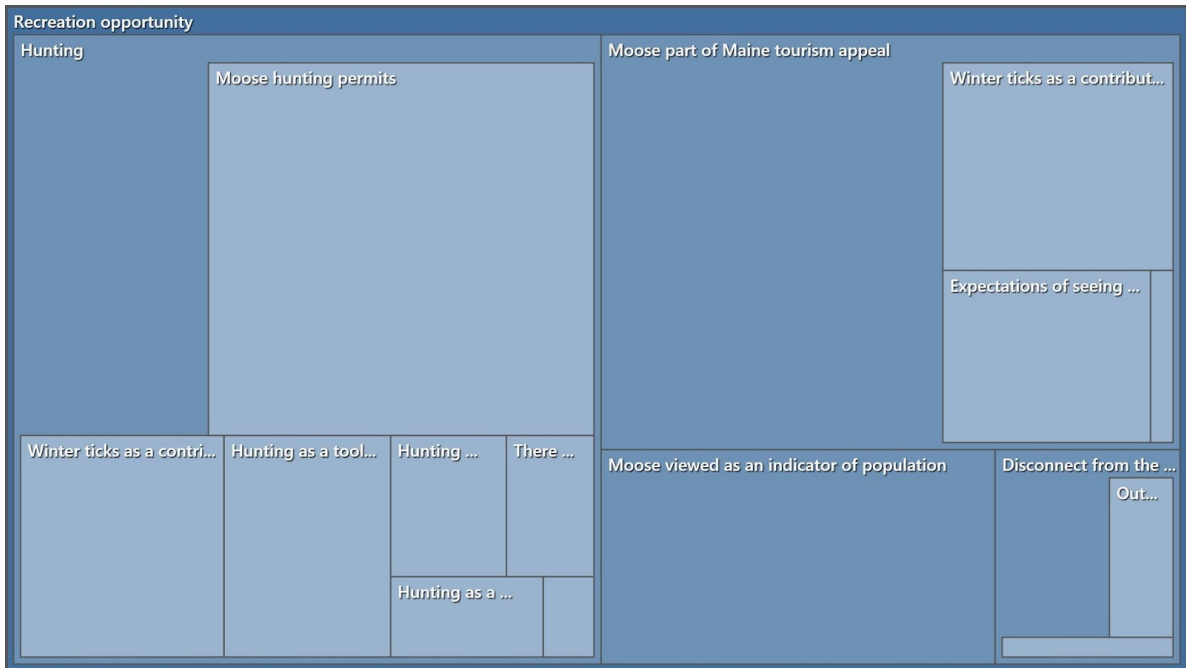 Recreation opportunity
Hunting
Moose hunting permits
Winter ticks as a contri...
Hunting as a tool...
Hunting ...
There ...
Hunting as a ...
Moose part of Maine tourism appeal
Winter ticks as a contribut...
Expectations of seeing ...
Moose viewed as an indicator of population
Disconnect from the ...
Out...